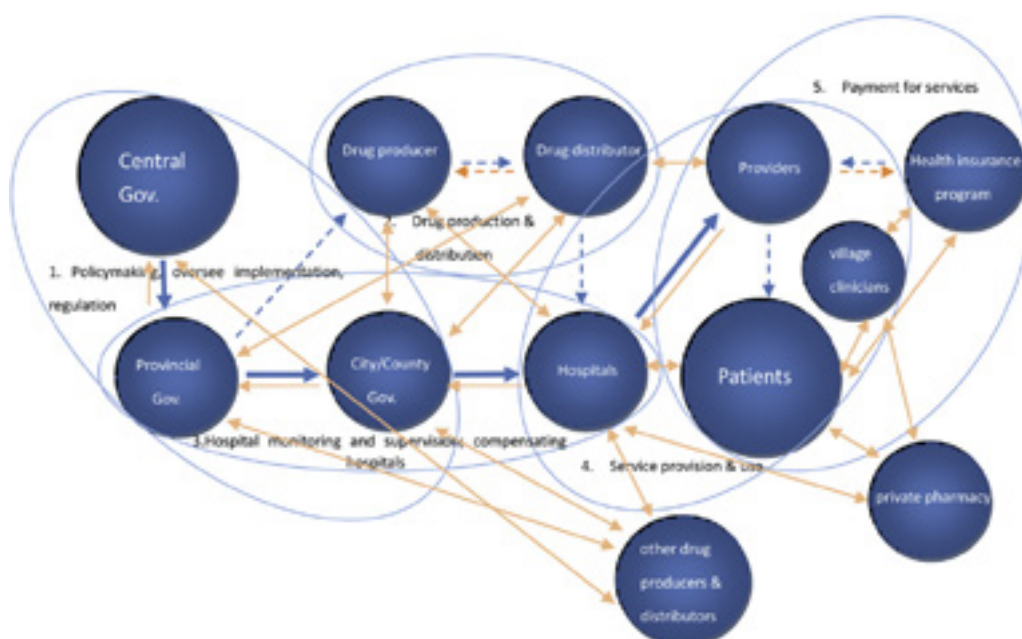 5. Payment for services
Central
Gov.
Drug producer
Drug distributor
Providers
Health insurance
program
Drug production &
distribution
village
clinicians
1. Policymaking, oversee implementation,
regulation
Provincial
Gov.
City/County
Gov.
Hospitals
Patients
3.Hospital monitoring and supervision; compensating
hospitals
4. Service provision & use
private pharmacy
other drug
producers &
distributors